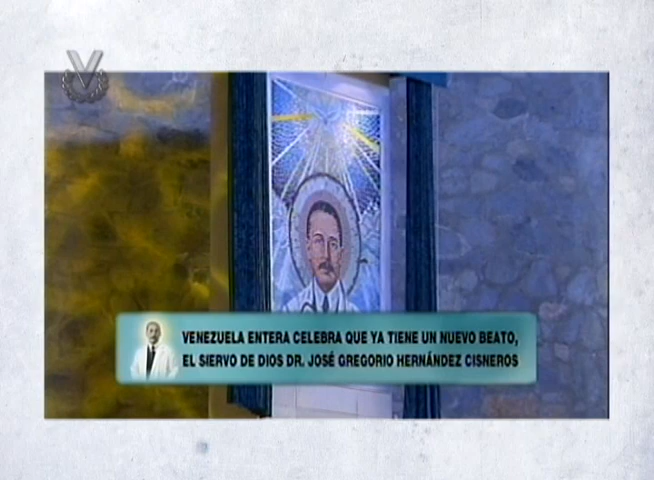 VENEZUELA ENTERA CELEBRA QUE YA TIENE UN NUEVO BEATO,
EL SIERVO DE DIOS DR. JOSÉ GREGORIO HERNÁNDEZ CISNEROS